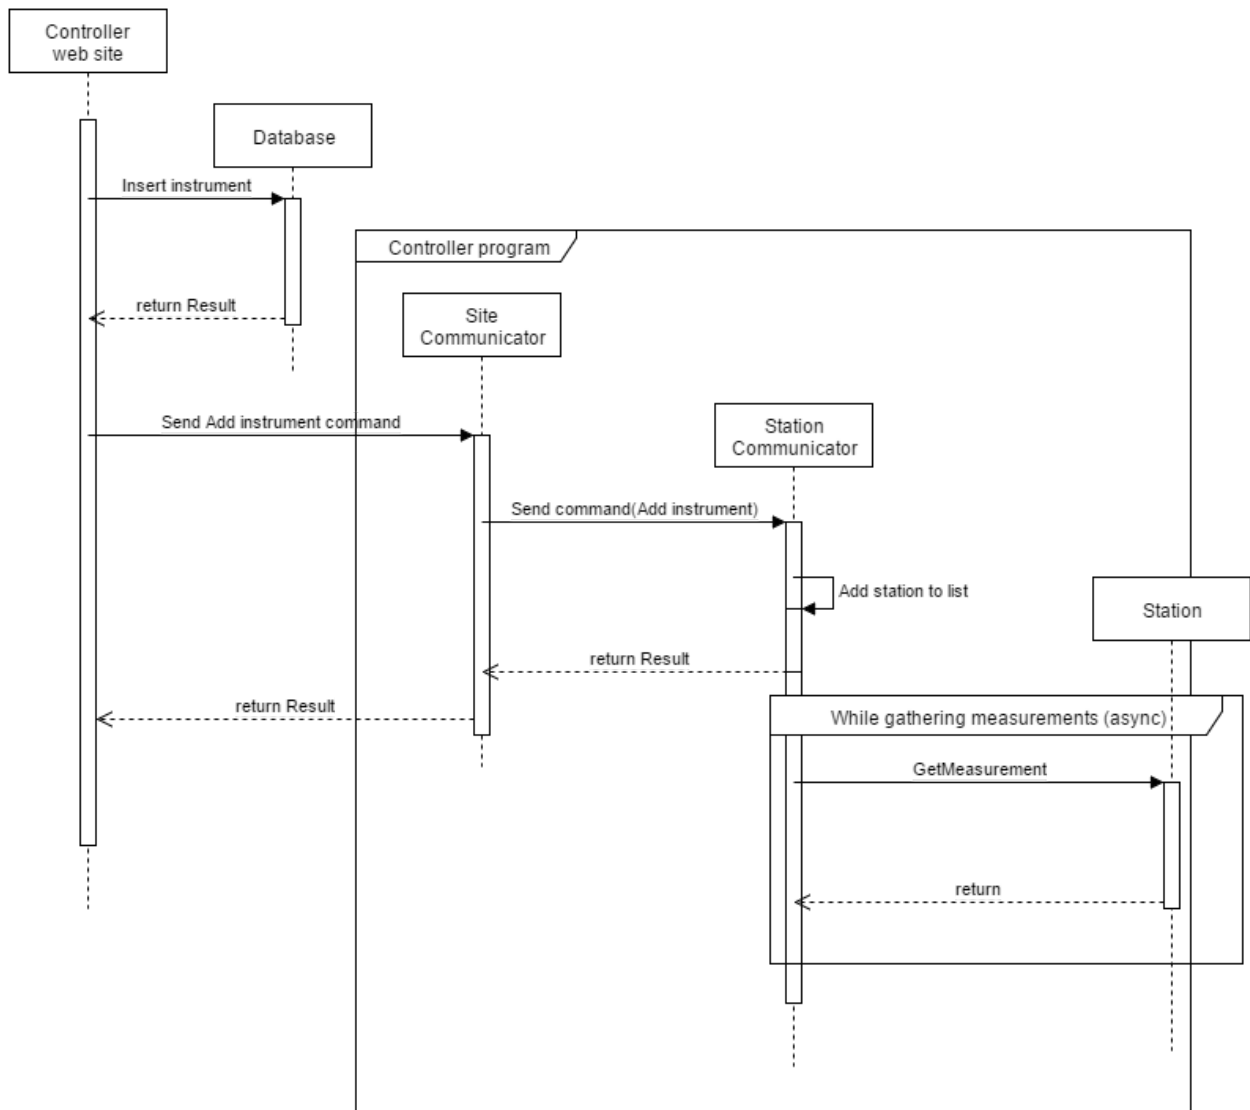 Controller
web site
Database
Insert instrument
Controller program
return Result
Site
Communicator
Send Add instrument command
Station
Communicator
Send command(Add instrument)
Add station to list
Station
return Result
return Result
While gathering measurements (async)
GetMeasurement
return